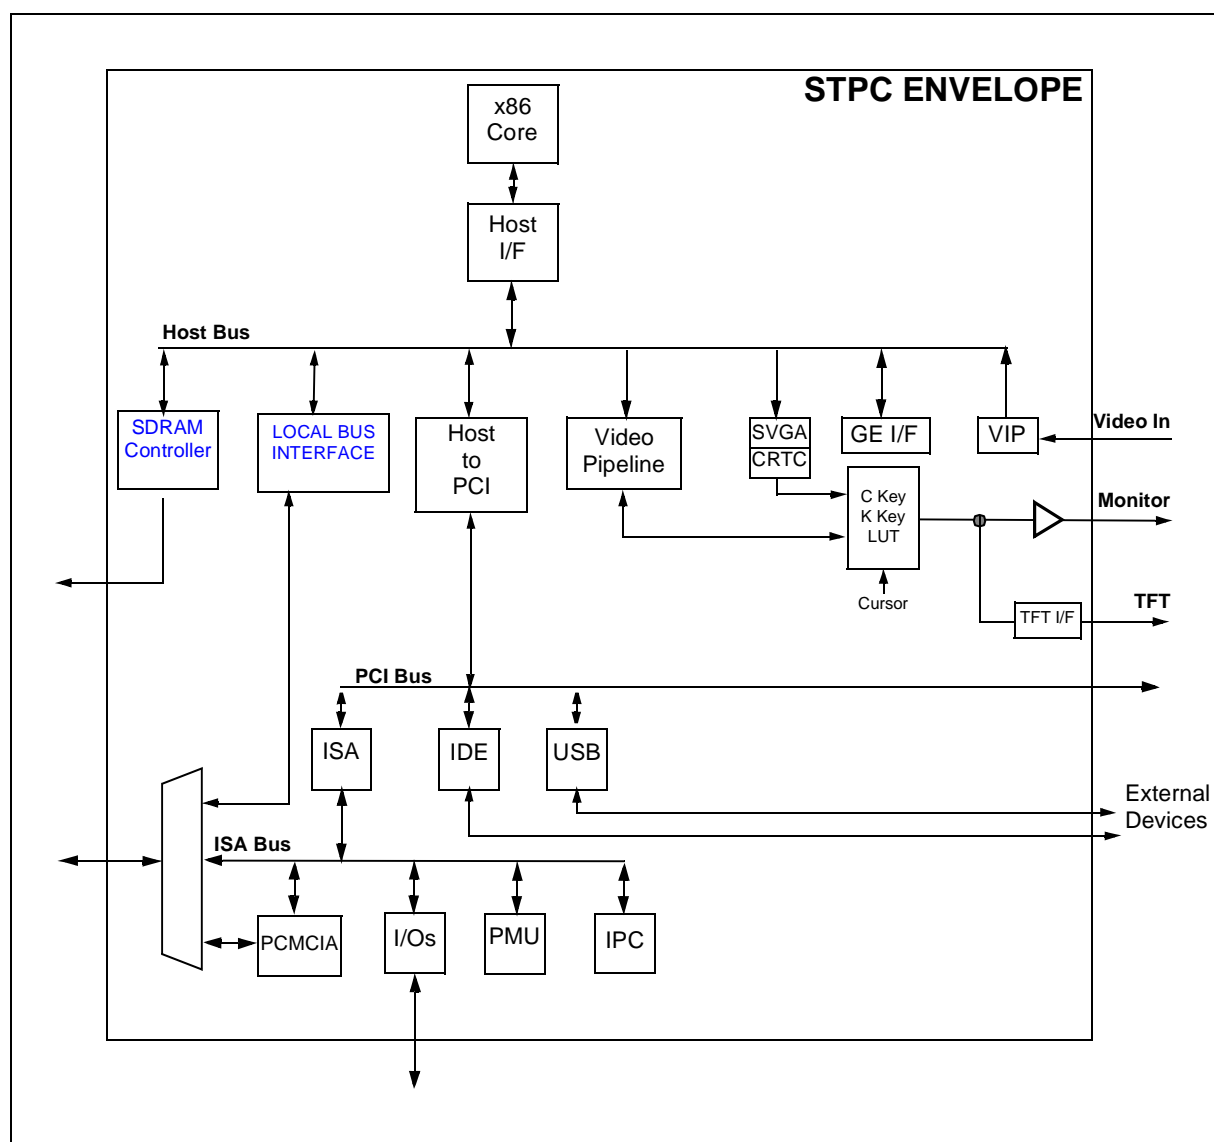 STPC ENVELOPE
x86
Core
Host
I/F
Host Bus
SDRAM
Controller
LOCAL BUS
INTERFACE
Host
to
PCI
Video
Pipeline
SVGA
CRTC
GE I/F
VIP
Video In
C Key
K Key
LUT
Monitor
Cursor
TFT I/F
TFT
PCI Bus
ISA
IDE
USB
External
Devices
ISA Bus
PCMCIA
I/Os
PMU
IPC